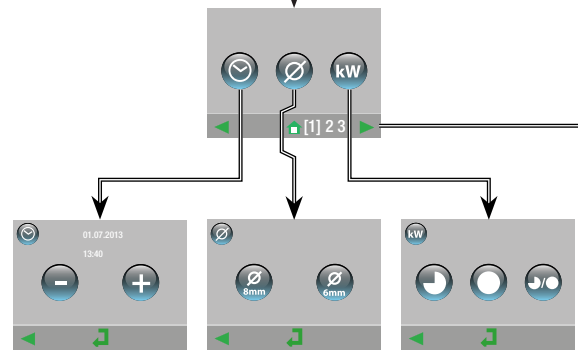 Ø kW
[1] 2 3
01.07.2013
13:40
- +
Ø
Ø 8mm Ø 6mm
kW
/